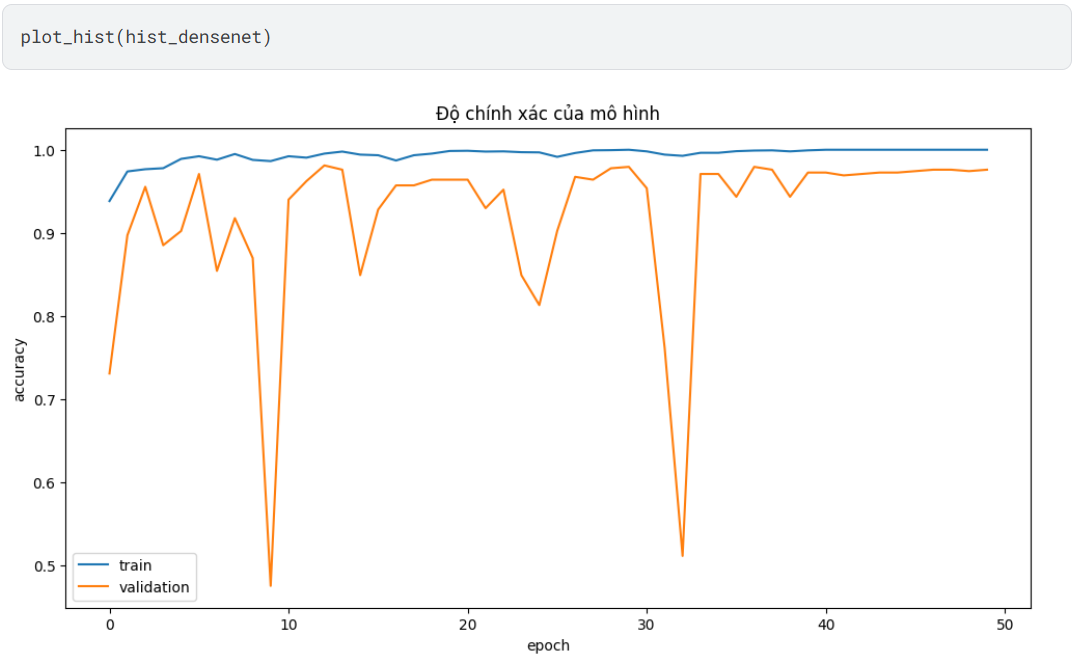 plot_hist(hist_densenet)
Độ chính xác của mô hình
1.0
0.9
0.8
0.7
0.6
0.5
accuracy
train
validation
0 10 20 30 40 50
epoch